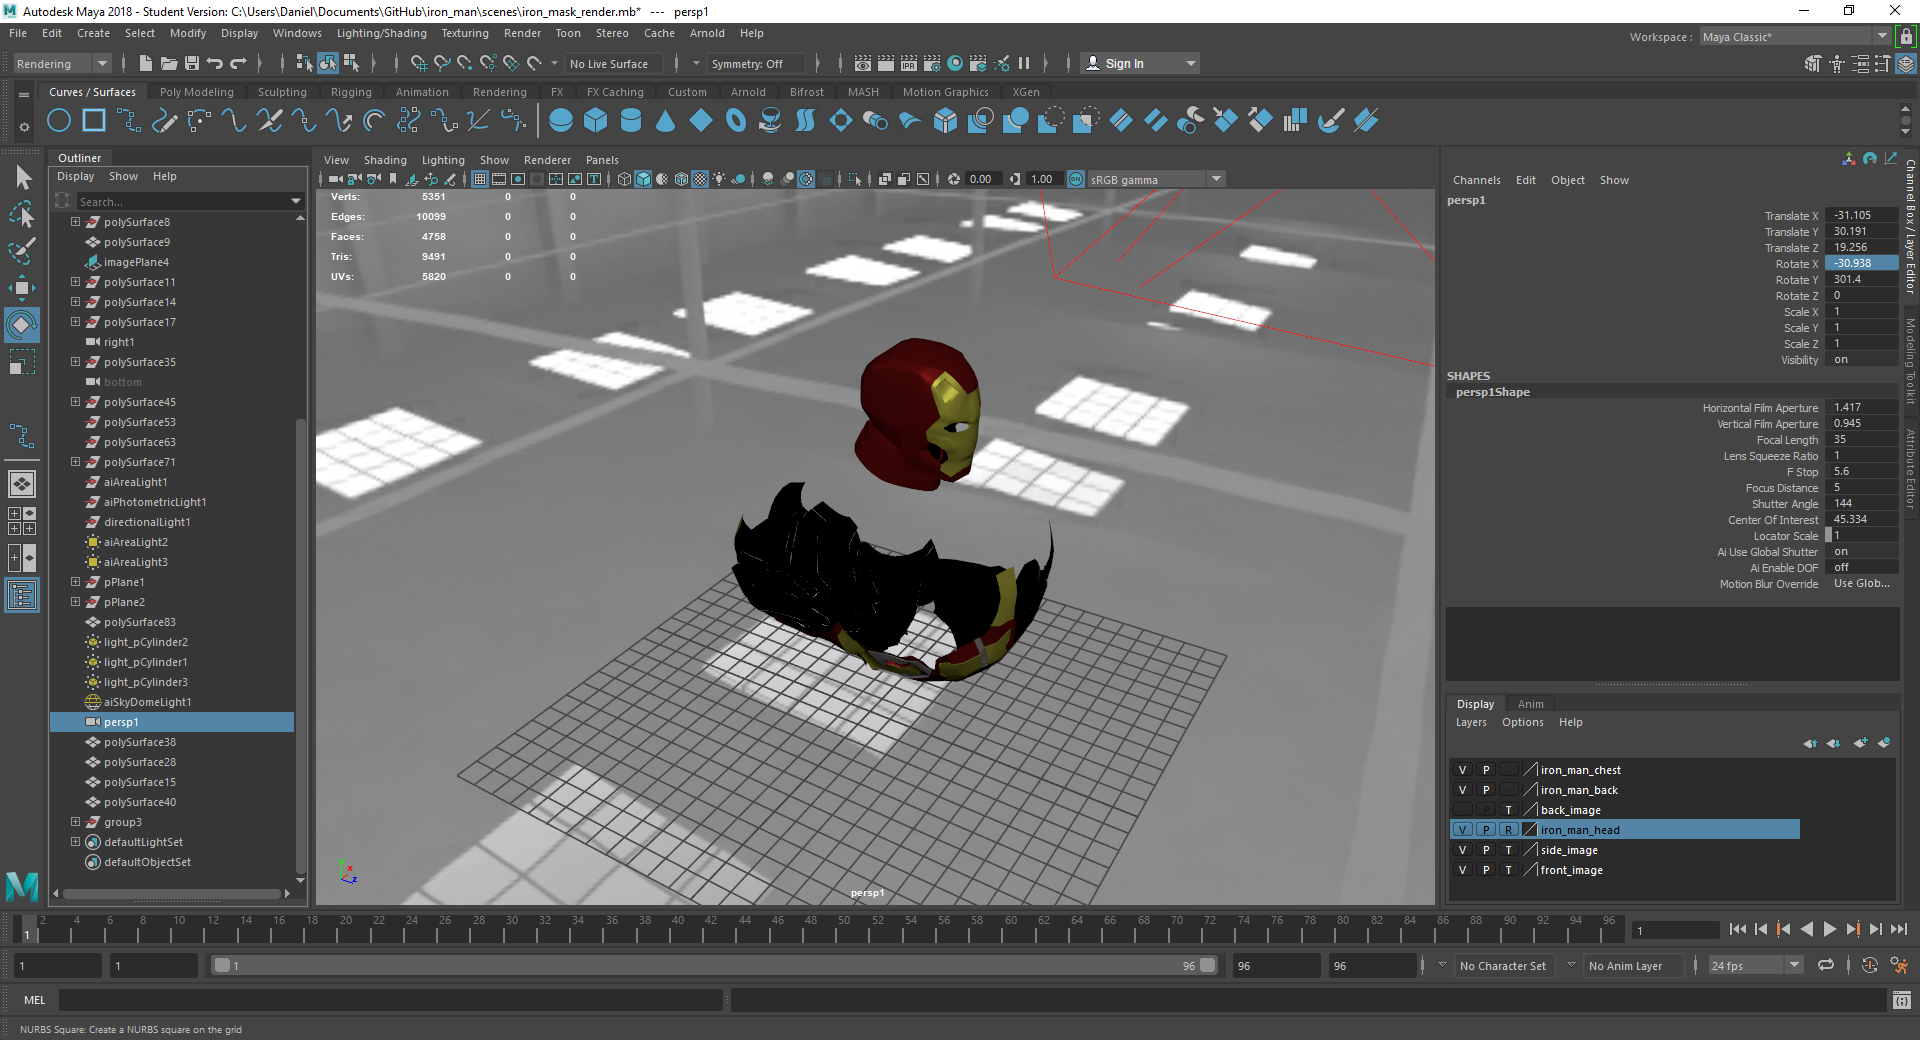 Autodesk Maya 2018 - Student Version: C:\Users\Daniel\Documents\GitHub\iron_man\scenes\iron_mask_render.mb* --- persp1
File Edit Create Select Modify Display Windows Lighting/Shading Texturing Render Toon Stereo Cache Arnold Help
Workspace : Maya Classic*
Rendering No Live Surface Symmetry: Off Sign In
Curves / Surfaces Poly Modeling Sculpting Rigging Animation Rendering FX FX Caching Custom Arnold Bifrost MASH Motion Graphics XGen
Outliner
Display Show Help
Search...
polySurface8
polySurface9
imagePlane4
polySurface11
polySurface14
polySurface17
right1
polySurface35
bottom
polySurface45
polySurface53
polySurface63
polySurface71
aiAreaLight1
aiPhotometricLight1
directionalLight1
aiAreaLight2
aiAreaLight3
pPlane1
pPlane2
polySurface83
light_pCylinder2
light_pCylinder1
light_pCylinder3
aiSkyDomeLight1
persp1
polySurface38
polySurface28
polySurface15
polySurface40
group3
defaultLightSet
defaultObjectSet
View Shading Lighting Show Renderer Panels
0.00 1.00 ON sRGB gamma
Verts: 5351 0 0
Edges: 10099 0 0
Faces: 4758 0 0
Tris: 9491 0 0
UVs: 5820 0 0
persp1
Channels Edit Object Show
persp1
Translate X -31.105
Translate Y 30.191
Translate Z 19.256
Rotate X -30.938
Rotate Y 301.4
Rotate Z 0
Scale X 1
Scale Y 1
Scale Z 1
Visibility on
SHAPES
persp1Shape
Horizontal Film Aperture 1.417
Vertical Film Aperture 0.945
Focal Length 35
Lens Squeeze Ratio 1
F Stop 5.6
Focus Distance 5
Shutter Angle 144
Center Of Interest 45.334
Locator Scale 1
Ai Use Global Shutter on
Ai Enable DOF off
Motion Blur Override Use Glob...
Channel Box / Layer Editor
Modeling Toolkit
Attribute Editor
Display Anim
Layers Options Help
V P iron_man_chest
V P iron_man_back
P T back_image
V P R iron_man_head
V P T side_image
V P T front_image
1 2 4 6 8 10 12 14 16 18 20 22 24 26 28 30 32 34 36 38 40 42 44 46 48 50 52 54 56 58 60 62 64 66 68 70 72 74 76 78 80 82 84 86 88 90 92 94 96 1
1 1 1 96 96 96 No Character Set No Anim Layer 24 fps
MEL
NURBS Square: Create a NURBS square on the grid